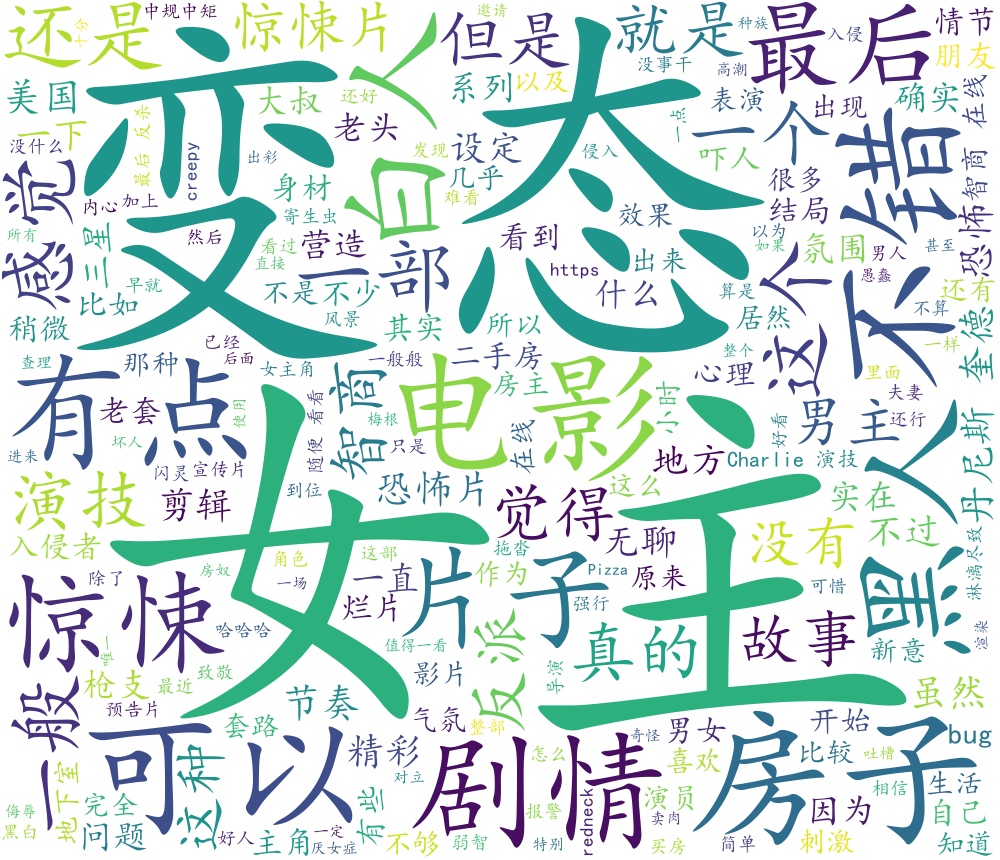 还是
十分
中规中矩
惊悚片
邀请
但是
就是
种族
入侵
最后
情节
没事干
高潮
朋友
美国
变态
大叔
还好
白人
系列
以及
表演
出现
确实
在线
一下
反杀
最后
老头
设定
一点
一个
不错
没什么
creepy
出彩
发现
几乎
侵入
吓人
很多
恐怖
智商
感觉
内心
加上
身材
难看
效果
结局
寄生虫
所有
三星
然后
看过
营造
看到
以为
氛围
男人
甚至
直接
一部
https
出来
如果
这个
愚蠢
比如
早就
不是
不少
什么
算是
还有
稍微
风景
其实
所以
居然
不算
奎德
已经
查理
那种
后面
女主角
一般般
二手房
整个
一样
有点
看看
电影
房主
心理
里面
夫妻
老套
使用
随便
智商
梅根
小时
男主
还行
坏人
只是
在线
好看
进来
闪灵
宣传片
到位
地方
Charlie
演技
黑人
丹尼斯
演技
剪辑
恐怖片
觉得
这么
实在
入侵者
女主
无聊
没有
不过
拖沓
角色
这部
房奴
一场
作为
Pizza
原来
淋漓尽致
惊悚
除了
一直
片子
可惜
烂片
强行
哈哈哈
值得一看
故事
新意
渲染
唯一
反派
真的
导演
枪支
最近
致敬
影片
虽然
一般
预告片
节奏
套路
气氛
整部
男女
奇怪
开始
bug
可以
精彩
剧情
怎么
喜欢
房子
比较
吐槽
地下室
这种
对立
相信
生活
侮辱
完全
有些
报警
redneck
演员
因为
自己
黑白
问题
好人
主角
一定
厌女症
不够
弱智
特别
卖肉
买房
简单
刺激
知道